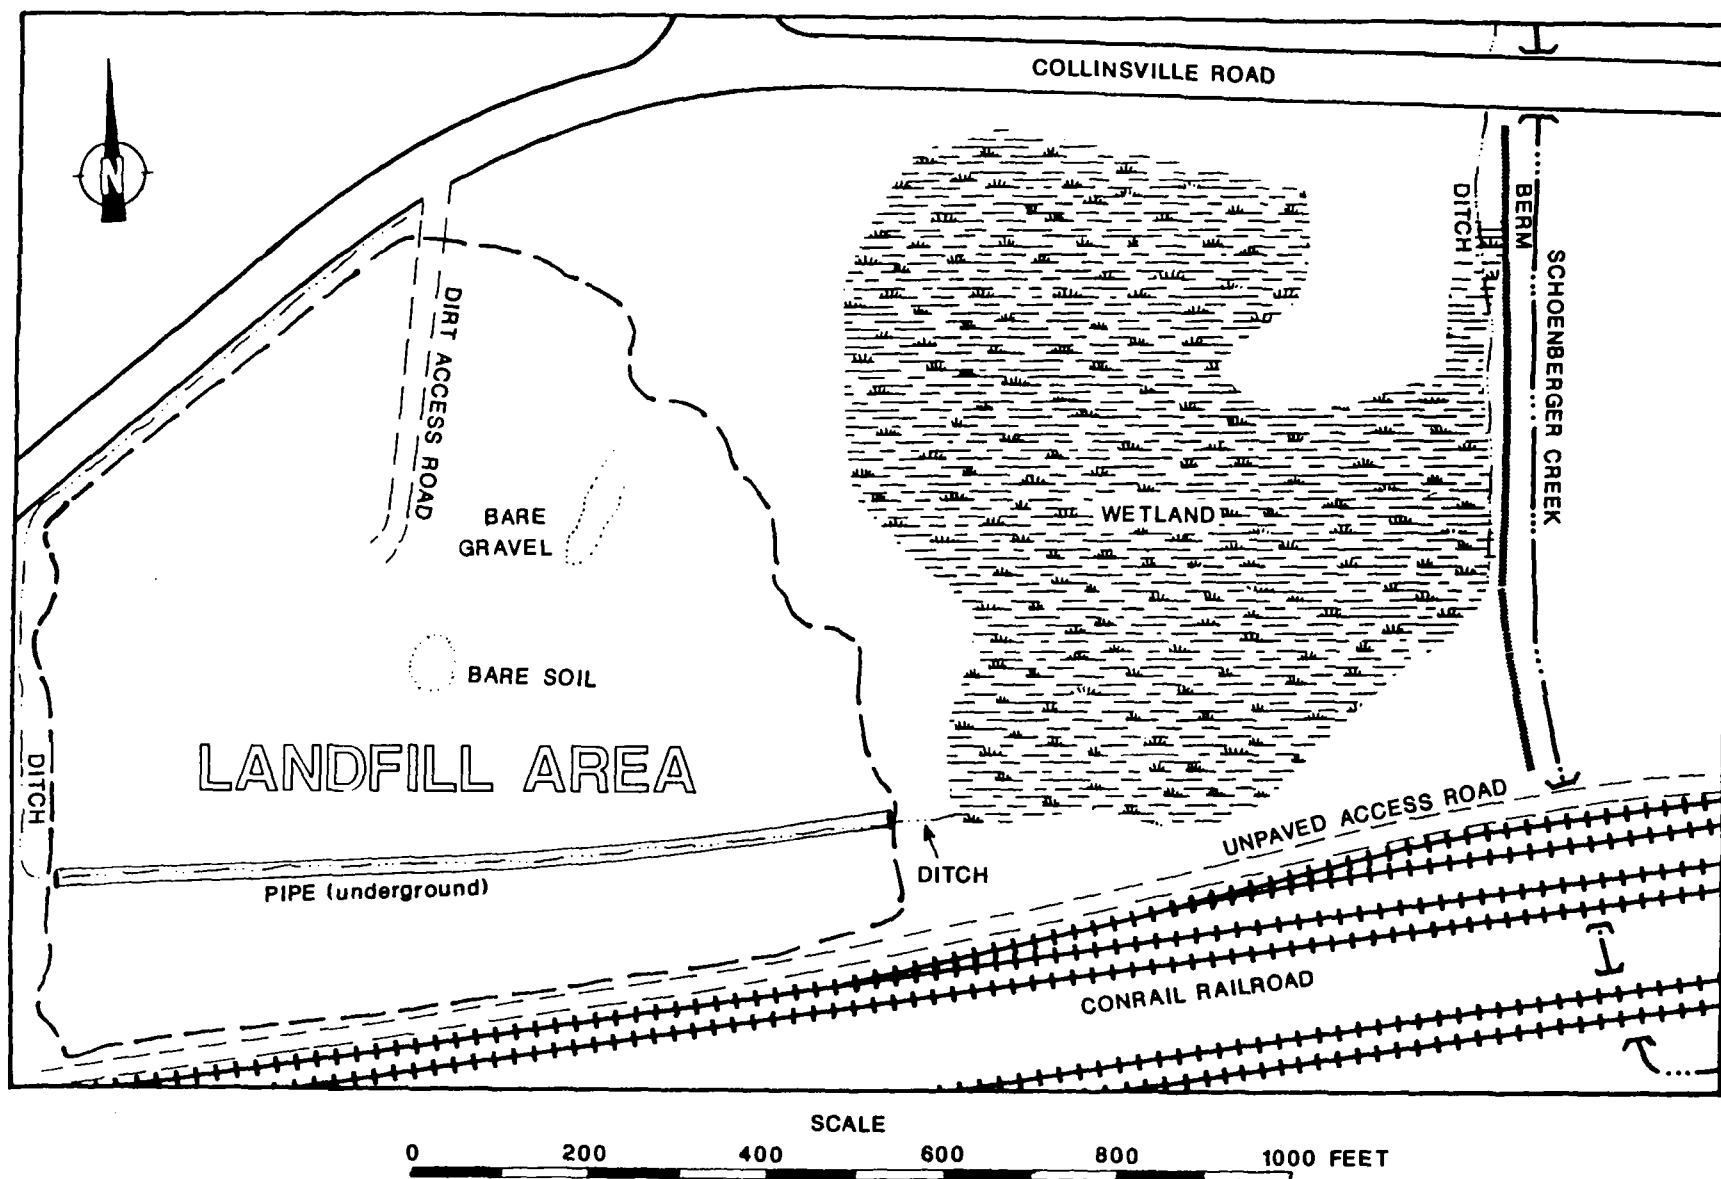 COLLINSVILLE ROAD
N
DITCH
BERM
SCHOENBERGER CREEK
DIRT ACCESS ROAD
BARE
GRAVEL
WETLAND
BARE SOIL
LANDFILL AREA
DITCH
UNPAVED ACCESS ROAD
DITCH
PIPE (underground)
CONRAIL RAILROAD
SCALE
0 200 400 600 800 1000 FEET